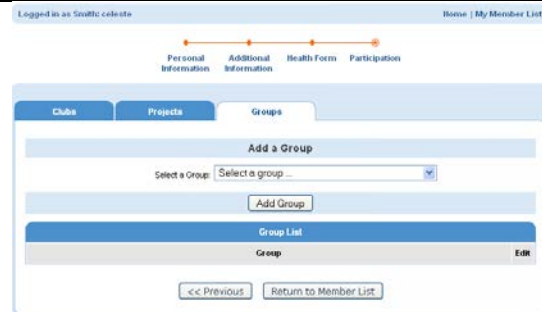 Logged in as Smith: celeste
Home | My Member List
Personal Information
Additional Information
Health Form
Participation
Clubs
Projects
Groups
Add a Group
Select a Group: Select a group ...
Add Group
Group List
Group Edit
<< Previous Return to Member List